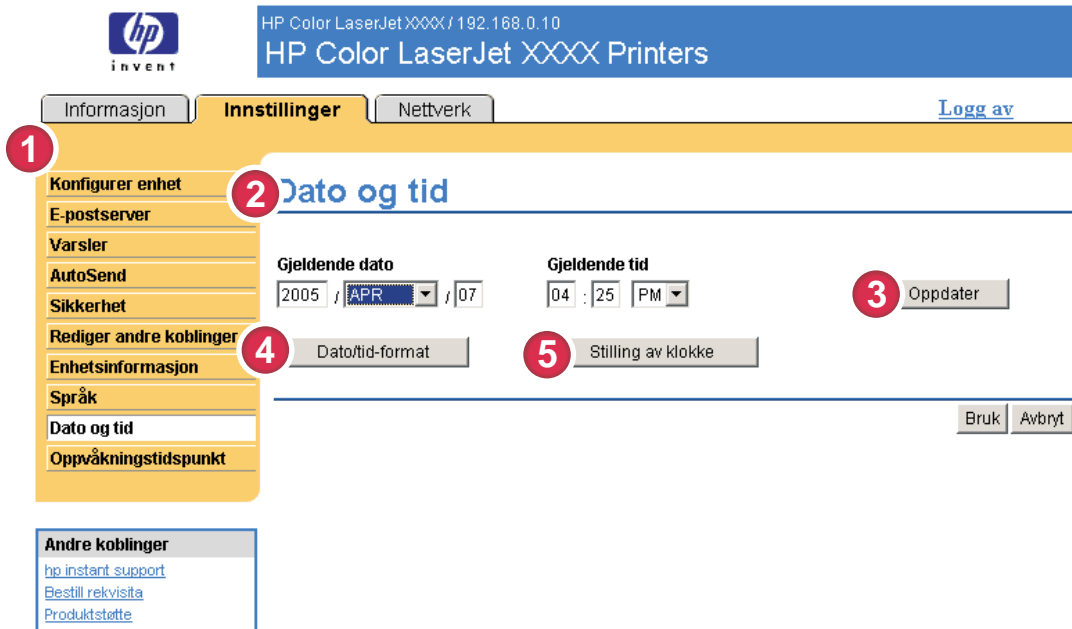 hp
invent
HP Color LaserJet XXXX / 192.168.0.10
HP Color LaserJet XXXX Printers
Informasjon
Innstillinger
Nettverk
Logg av
1
Konfigurer enhet
E-postserver
Varsler
AutoSend
Sikkerhet
Rediger andre koblinger
Enhetsinformasjon
Språk
Dato og tid
Oppvåkningstidspunkt
Andre koblinger
hp instant support
Bestill rekvisita
Produktstøtte
2 Dato og tid
Gjeldende dato
2005 / APR / 07
Gjeldende tid
04 : 25 PM
3 Oppdater
4 Dato/tid-format
5 Stilling av klokke
Bruk Avbryt